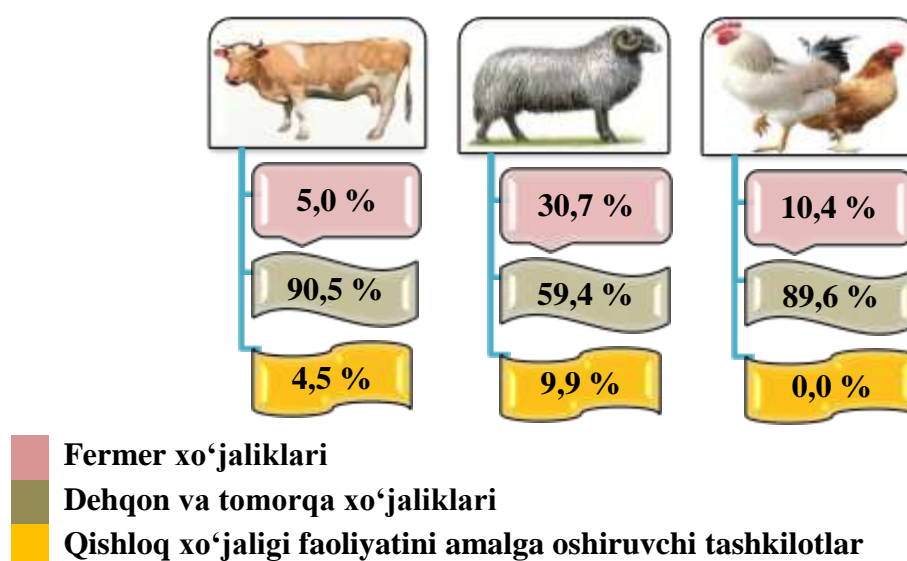 5,0 % 30,7 % 10,4 %
90,5 % 59,4 % 89,6 %
4,5 % 9,9 % 0,0 %
Fermer xo‘jaliklari
Dehqon va tomorqa xo‘jaliklari
Qishloq xo‘jaligi faoliyatini amalga oshiruvchi tashkilotlar